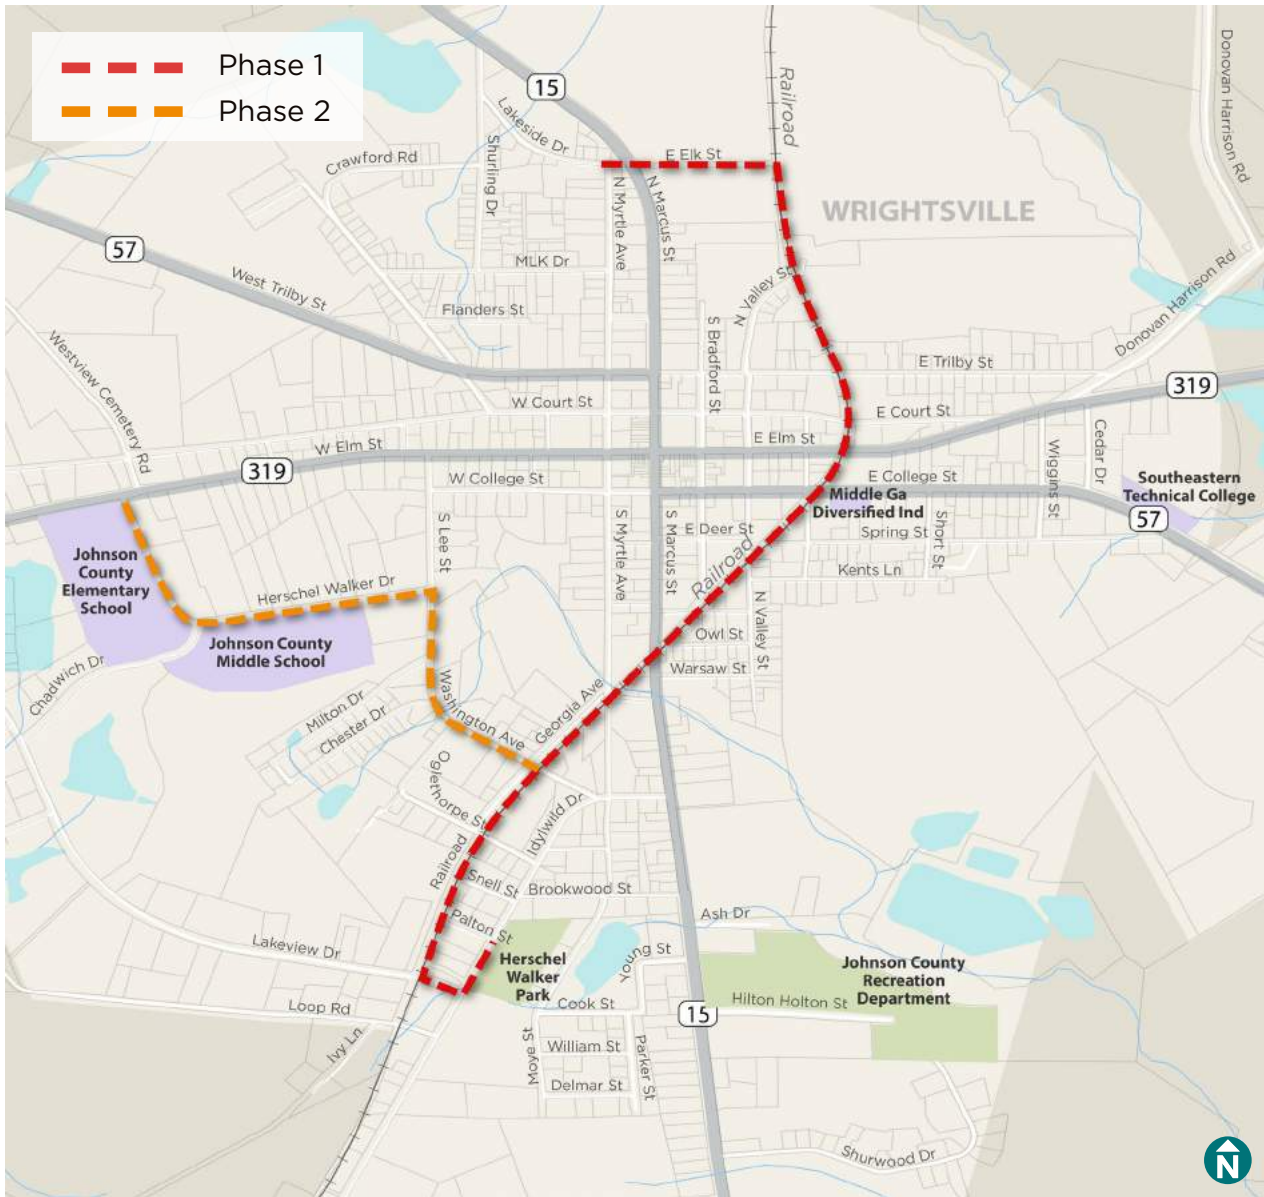 Phase 1
Phase 2
15
Railroad
Donovan Harrison Rd
Lakeside Dr
Crawford Rd
Shurling Dr
E Elk St
N Myrtle Ave
N Marcus St
WRIGHTSVILLE
57
West Trilby St
MLK Dr
Flanders St
N Valley St
S Bradford St
Donovan Harrison Rd
Westview Cemetery Rd
E Trilby St
319
W Court St
E Court St
W Elm St
E Elm St
319
W College St
E College St
Wiggins St
Cedar Dr
Southeastern
Technical College
57
Middle Ga
Diversified Ind
S Lee St
S Myrtle Ave
S Marcus St
E Deer St
Spring St
Short St
Kents Ln
Railroad
Johnson
County
Elementary
School
Herschel Walker Dr
Johnson County
Middle School
Chadwich Dr
Owl St
N Valley St
Warsaw St
Milton Dr
Chester Dr
Washington Ave
Georgia Ave
Oglethorpe St
Idylwild Dr
Railroad
Snell St
Brookwood St
Palton St
Ash Dr
Lakeview Dr
Herschel
Walker
Park
Young St
Johnson County
Recreation
Department
Loop Rd
Cook St
15
Hilton Holton St
Ivy Ln
Moye St
William St
Parker St
Delmar St
Shurwood Dr
N